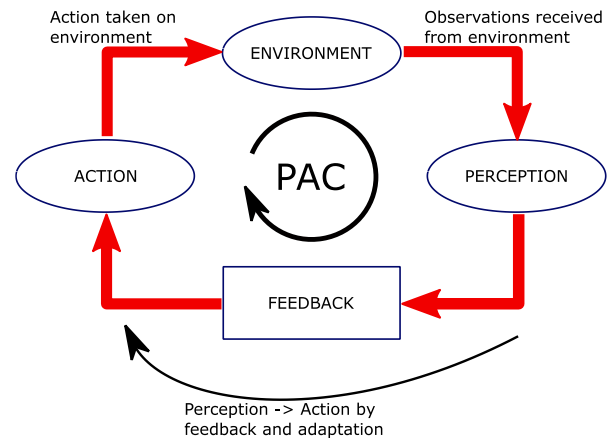 Action taken on
environment
Observations received
from environment
ENVIRONMENT
ACTION
PAC
PERCEPTION
FEEDBACK
Perception -> Action by
feedback and adaptation